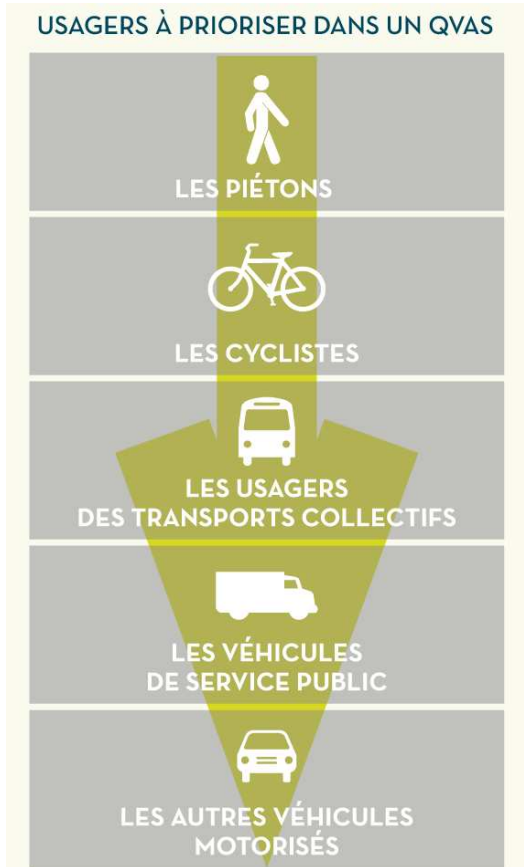 USAGERS À PRIORISER DANS UN QVAS
LES PIÉTONS
LES CYCLISTES
LES USAGERS
DES TRANSPORTS COLLECTIFS
LES VÉHICULES
DE SERVICE PUBLIC
LES AUTRES VÉHICULES
MOTORISÉS